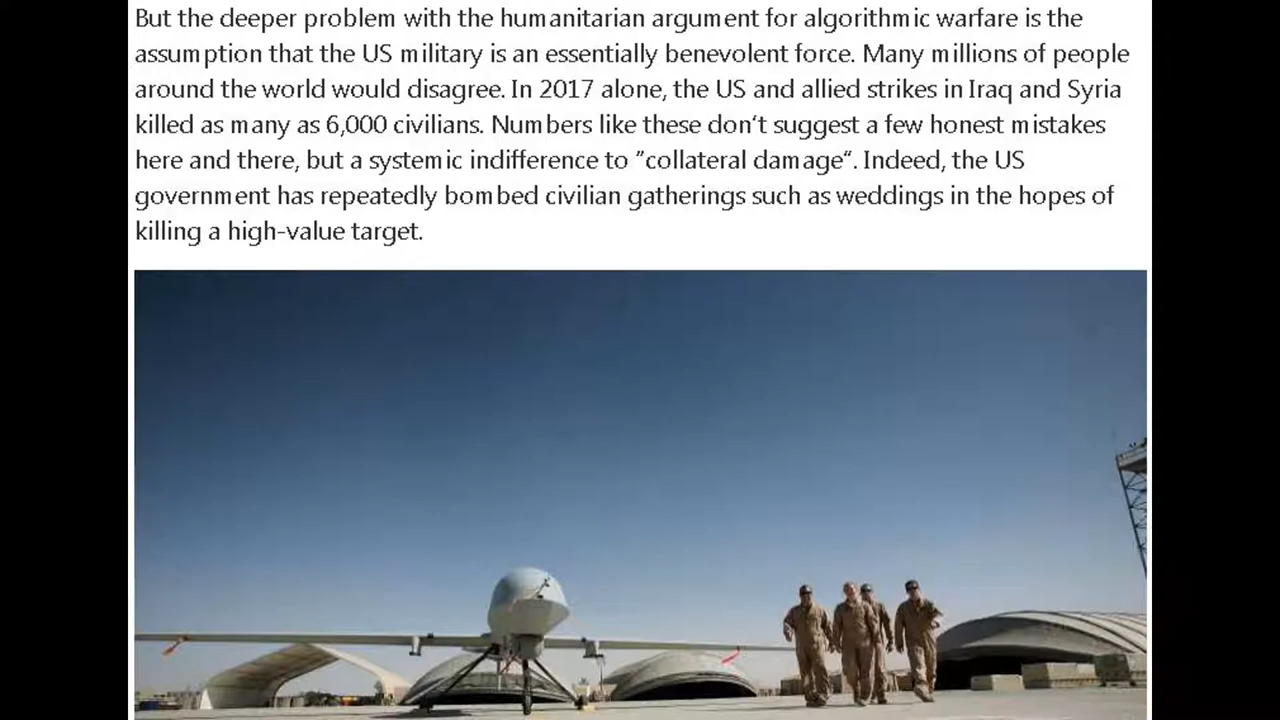 But the deeper problem with the humanitarian argument for algorithmic warfare is the
assumption that the US military is an essentially benevolent force. Many millions of people
around the world would disagree. In 2017 alone, the US and allied strikes in Iraq and Syria
killed as many as 6,000 civilians. Numbers like these don’t suggest a few honest mistakes
here and there, but a systemic indifference to “collateral damage“. Indeed, the US
government has repeatedly bombed civilian gatherings such as weddings in the hopes of
killing a high-value target.